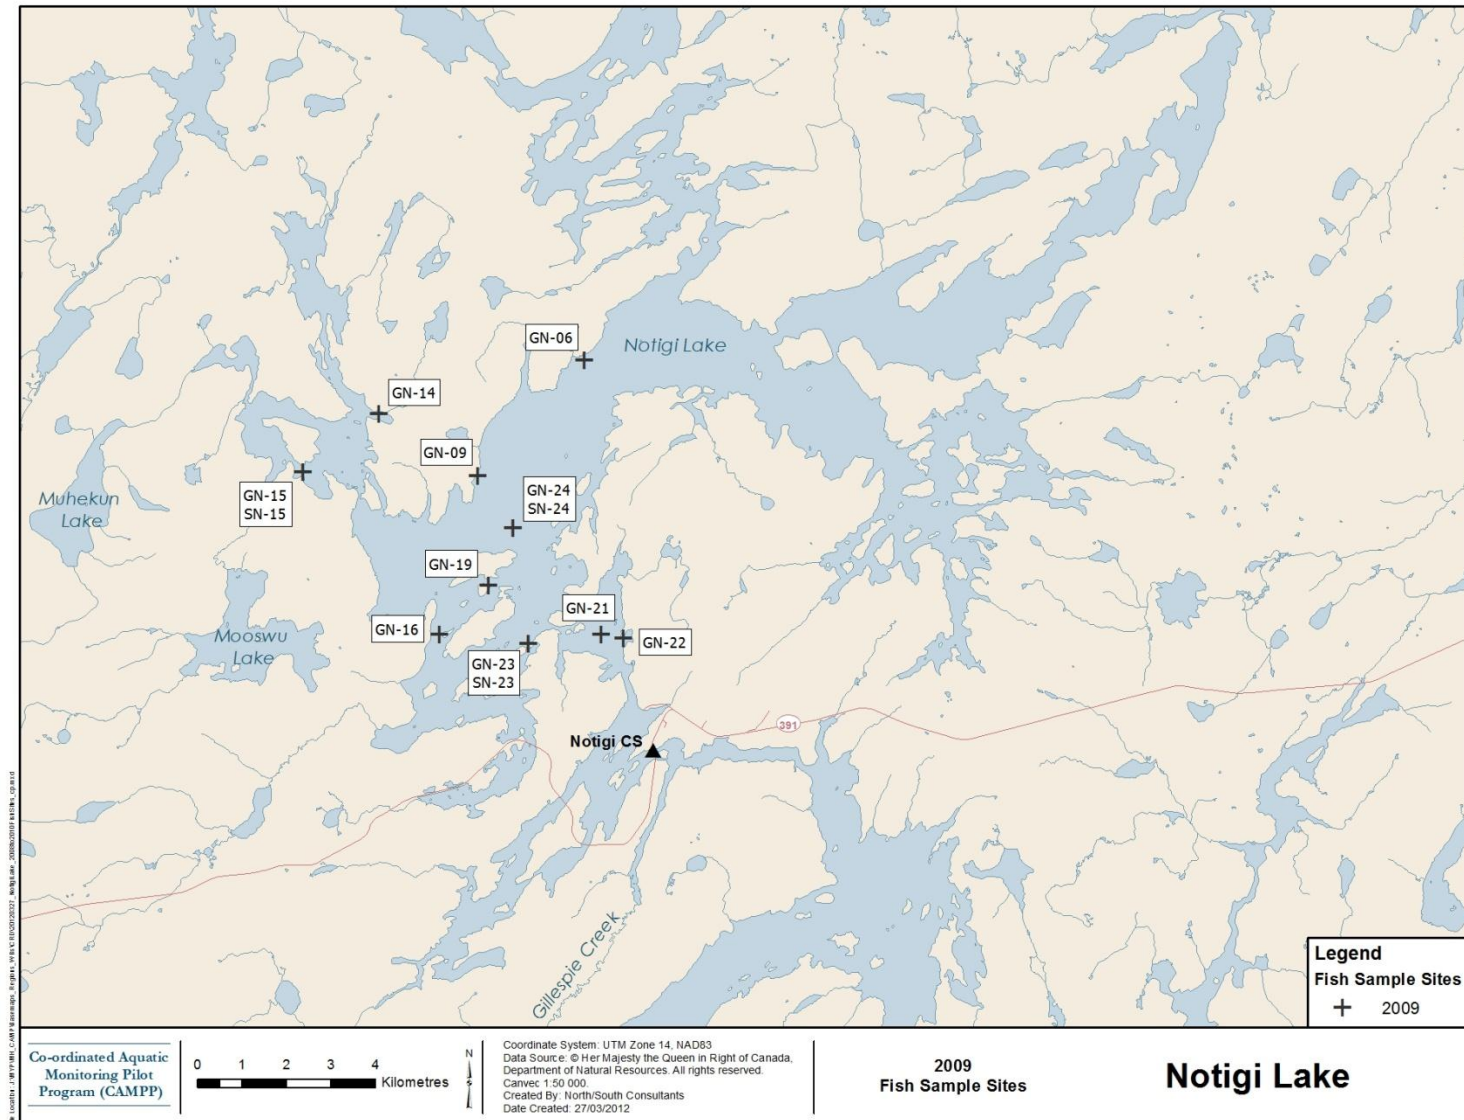 GN-06
Notigi Lake
GN-14
GN-09
GN-15
SN-15
GN-24
SN-24
Muhekun
Lake
GN-19
GN-21
GN-16
GN-22
Mooswu
Lake
GN-23
SN-23
391
Notigi CS
Gillespie Creek
Legend
Fish Sample Sites
2009
Co-ordinated Aquatic
Monitoring Pilot
Program (CAMPP)
0 1 2 3 4
Kilometres
N
Coordinate System: UTM Zone 14, NAD83
Data Source: © Her Majesty the Queen in Right of Canada,
Department of Natural Resources. All rights reserved.
Canvec 1:50 000.
Created By: North/South Consultants
Date Created: 27/03/2012
2009
Fish Sample Sites
Notigi Lake